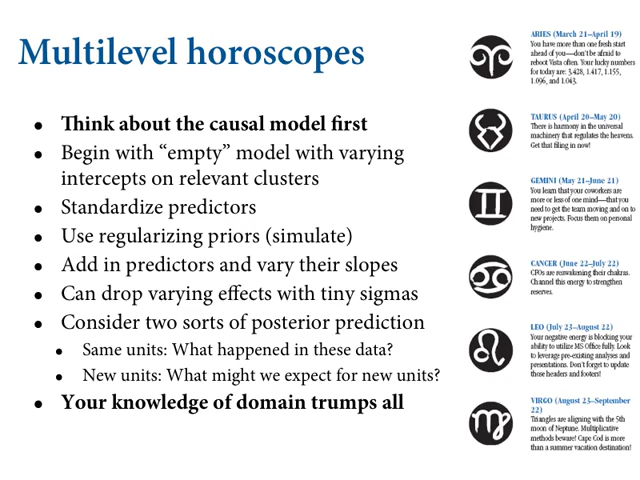 Multilevel horoscopes
• Think about the causal model first
• Begin with “empty” model with varying
intercepts on relevant clusters
• Standardize predictors
• Use regularizing priors (simulate)
• Add in predictors and vary their slopes
• Can drop varying effects with tiny sigmas
• Consider two sorts of posterior prediction
• Same units: What happened in these data?
• New units: What might we expect for new units?
• Your knowledge of domain trumps all
ARIES (March 21–April 19)
You have more than one fresh start
ahead of you—don't be afraid to
reboot Vista often. Your lucky numbers
for today are: 3.428, 1.417, 1.155,
1.096, and 1.043.
TAURUS (April 20–May 20)
There is harmony in the universal
machinery that regulates the heavens.
Get that filing in now!
GEMINI (May 21–June 21)
You learn that your coworkers are
more or less of one mind—that you
need to get the team moving and on to
new projects. Focus them on personal
hygiene.
CANCER (June 22–July 22)
CFOs are reawakening their chakras.
Channel this energy to strengthen
reserves.
LEO (July 23–August 22)
Your negative energy is blocking your
ability to utilize MS Office fully. Look
to leverage pre-existing analyses and
presentations. Don't forget to update
those headers and footers!
VIRGO (August 23–September
22)
Triangles are aligning with the 5th
moon of Neptune. Multiplicative
methods beware! Cape Cod is more
than a summer vacation destination!